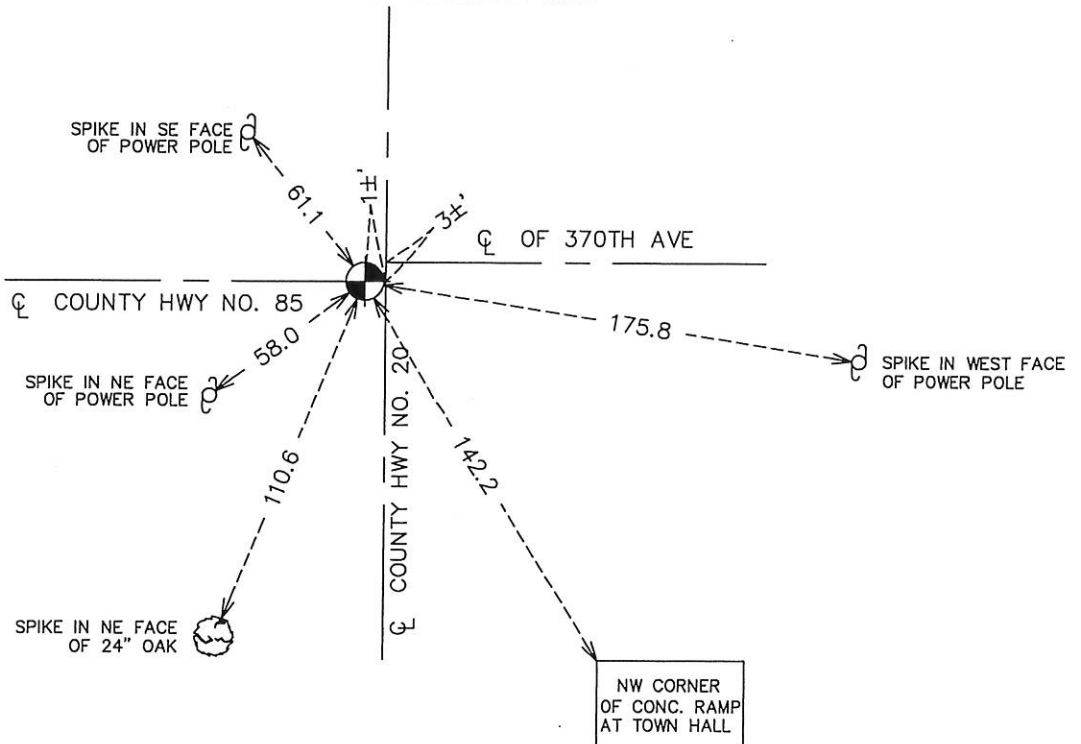 SPIKE IN SE FACE
OF POWER POLE
61.1
1±'
3±'
℄ OF 370TH AVE
℄ COUNTY HWY NO. 85
58.0
175.8
SPIKE IN WEST FACE
OF POWER POLE
SPIKE IN NE FACE
OF POWER POLE
℄ COUNTY HWY NO. 20
110.6
142.2
SPIKE IN NE FACE
OF 24" OAK
NW CORNER
OF CONC. RAMP
AT TOWN HALL